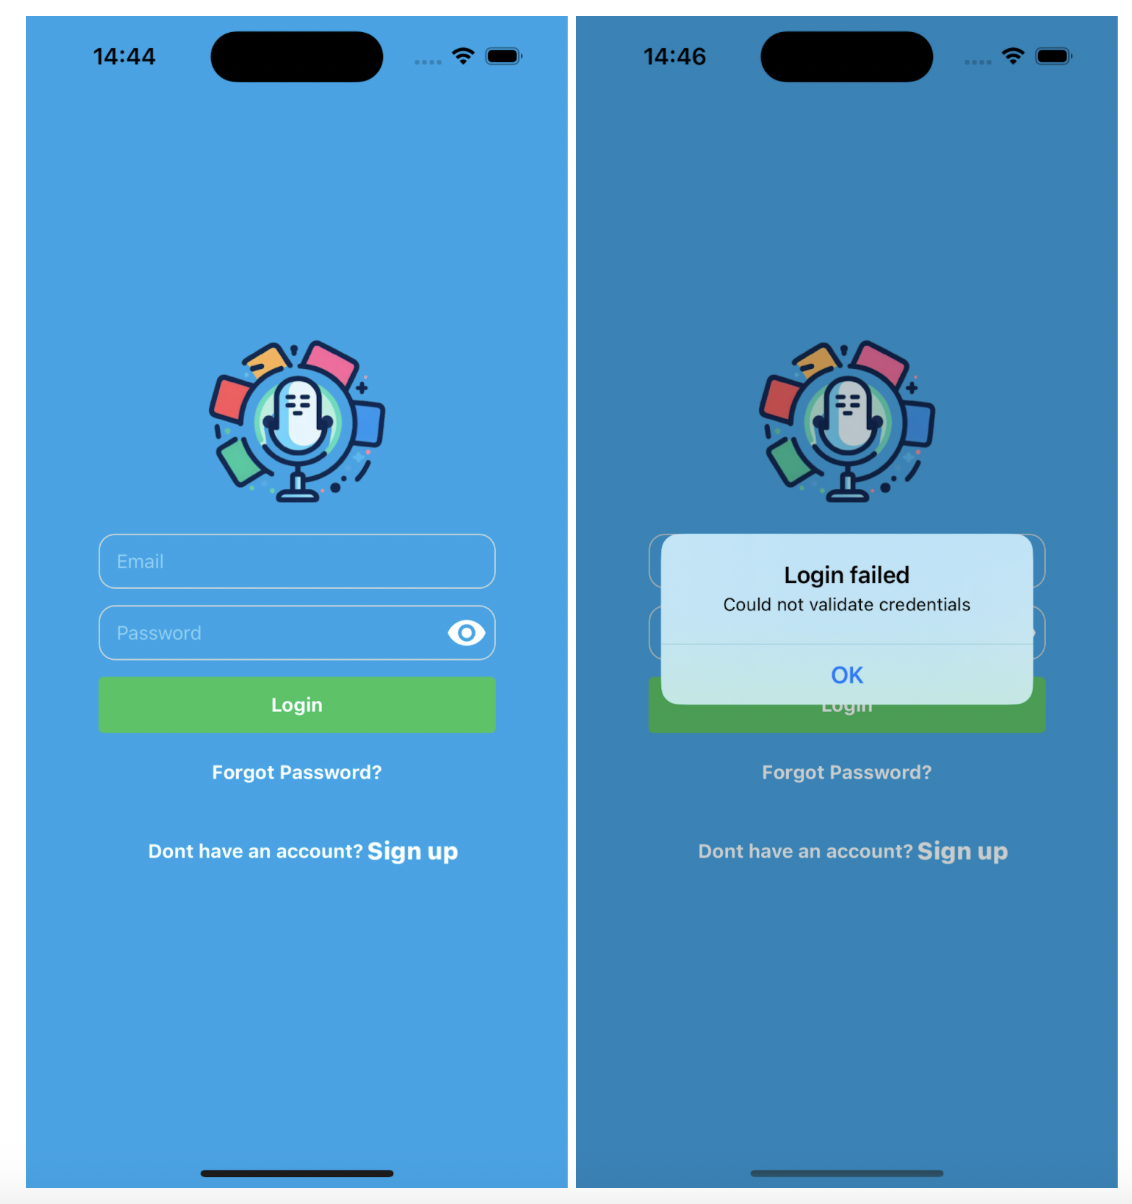 14:44
Email
Password
Login
Forgot Password?
Dont have an account? Sign up
14:46
Login failed
Could not validate credentials
OK
Login
Forgot Password?
Dont have an account? Sign up